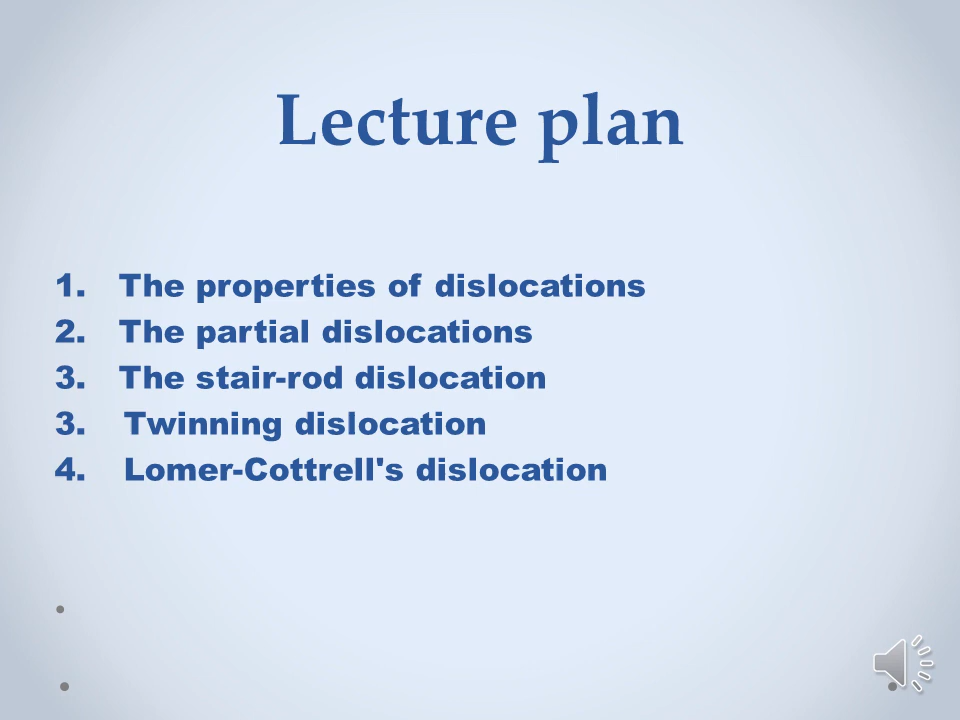 Lecture plan
1. The properties of dislocations
2. The partial dislocations
3. The stair-rod dislocation
3. Twinning dislocation
4. Lomer-Cottrell's dislocation